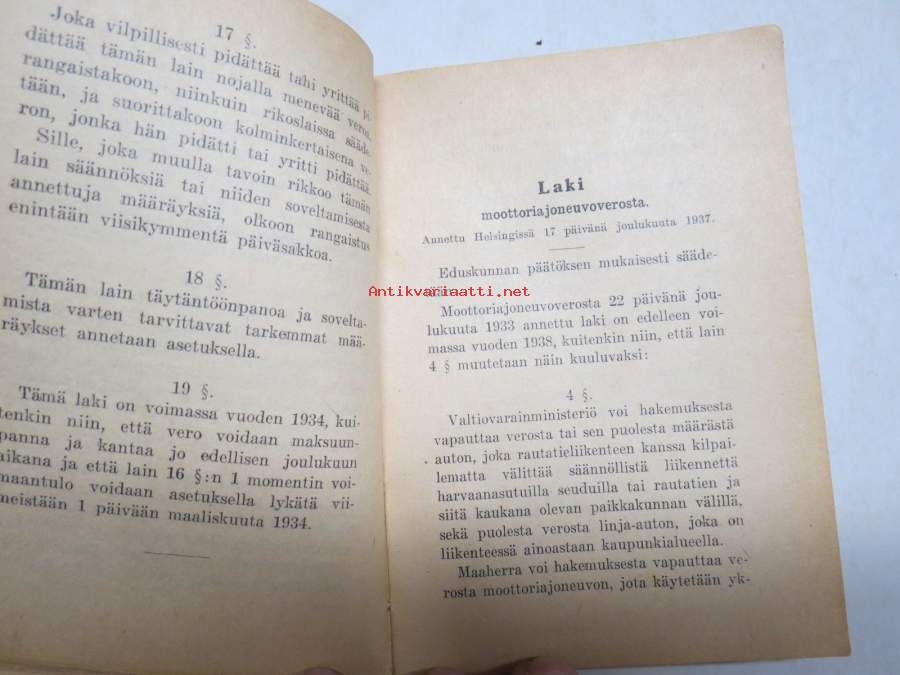 17 §.
Joka vilpillisesti pidättää tahi yrittää pi-
dättää tämän lain nojalla menevää veroa,
rangaistakoon, niinkuin rikoslaissa sääde-
tään, ja suorittakoon kolminkertaisena ve-
ron, jonka hän pidätti tai yritti pidättää.
Sille, joka muulla tavoin rikkoo tämän
lain säännöksiä tai niiden soveltamisesta
annettuja määräyksiä, olkoon rangaistus
enintään viisikymmentä päiväsakkoa.
18 §.
Tämän lain täytäntöönpanoa ja sovelta-
mista varten tarvittavat tarkemmat mää-
räykset annetaan asetuksella.
19 §.
Tämä laki on voimassa vuoden 1934, kui-
tenkin niin, että vero voidaan maksuun-
panna ja kantaa jo edellisen joulukuun
aikana ja että lain 16 §:n 1 momentin voi-
maantulo voidaan asetuksella lykätä vii-
meistään 1 päivään maaliskuuta 1934.
Laki
moottoriajoneuvoverosta.
Annettu Helsingissä 17 päivänä joulukuuta 1937.
Eduskunnan päätöksen mukaisesti sääde-
tään:
Antikvariaatti.net
Moottoriajoneuvoverosta 22 päivänä jou-
lukuuta 1933 annettu laki on edelleen voi-
massa vuoden 1938, kuitenkin niin, että lain
4 § muutetaan näin kuuluvaksi:
4 §.
Valtiovarainministeriö voi hakemuksesta
vapauttaa verosta tai sen puolesta määrästä
auton, joka rautatieliikenteen kanssa kilpai-
lematta välittää säännöllistä liikennettä
harvaanasutuilla seuduilla tai rautatien ja
siitä kaukana olevan paikkakunnan välillä,
sekä puolesta verosta linja-auton, joka on
liikenteessä ainoastaan kaupunkialueella.
Maaherra voi hakemuksesta vapauttaa ve-
rosta moottoriajoneuvon, jota käytetään yk-